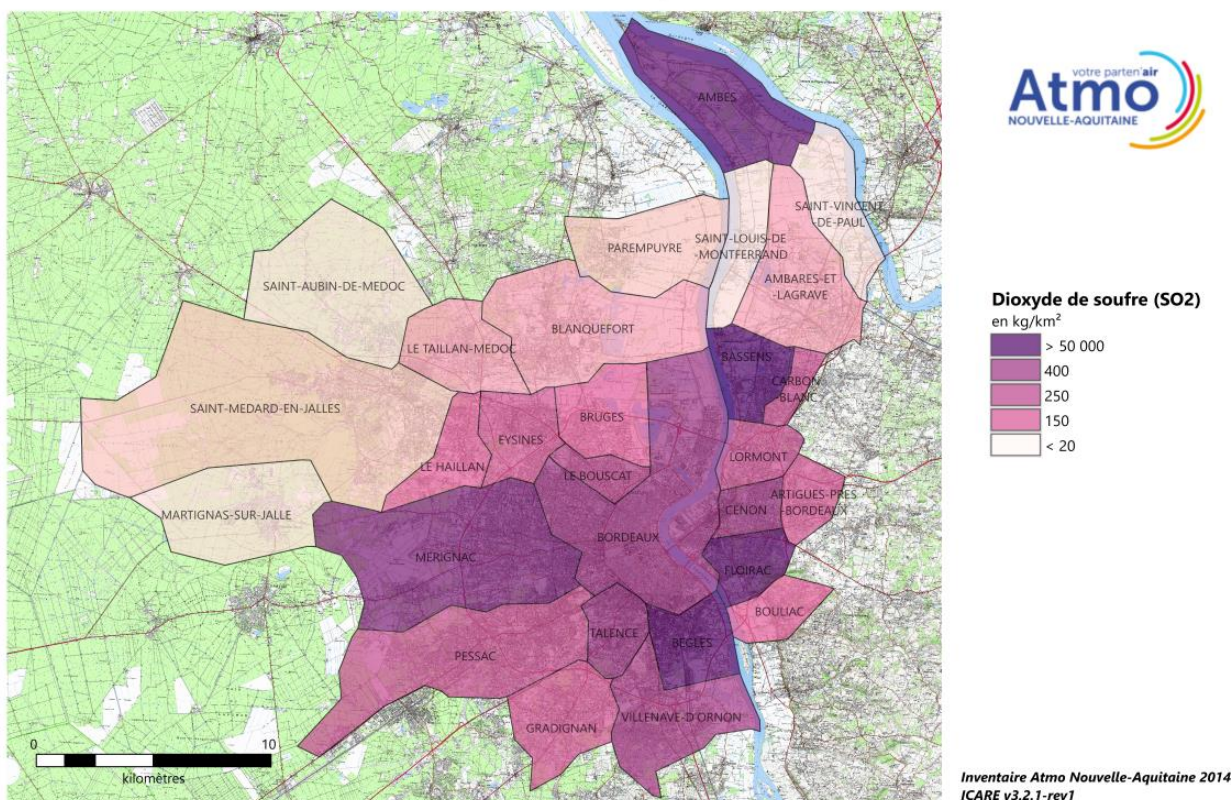 AMBES
SAINT-VINCENT
-DE-PAUL
PAREMPUYRE
SAINT-LOUIS-DE
-MONTFERRAND
AMBARES-ET
-LAGRAVE
SAINT-AUBIN-DE-MEDOC
BLANQUEFORT
LE TAILLAN-MEDOC
BASSENS
CARBON
-BLANC
SAINT-MEDARD-EN-JALLES
BRUGES
EYSINES
LORMONT
LE HAILLAN
LE BOUSCAT
CENON
ARTIGUES-PRES
-BORDEAUX
MARTIGNAS-SUR-JALLE
BORDEAUX
MERIGNAC
FLOIRAC
BOULIAC
TALENCE
BEGLES
PESSAC
GRADIGNAN
VILLENAVE-D'ORNON
0 10
kilomètres
votre parten'air
Atmo
NOUVELLE-AQUITAINE
Dioxyde de soufre (SO2)
en kg/km²
> 50 000
400
250
150
< 20
Inventaire Atmo Nouvelle-Aquitaine 2014
ICARE v3.2.1-rev1